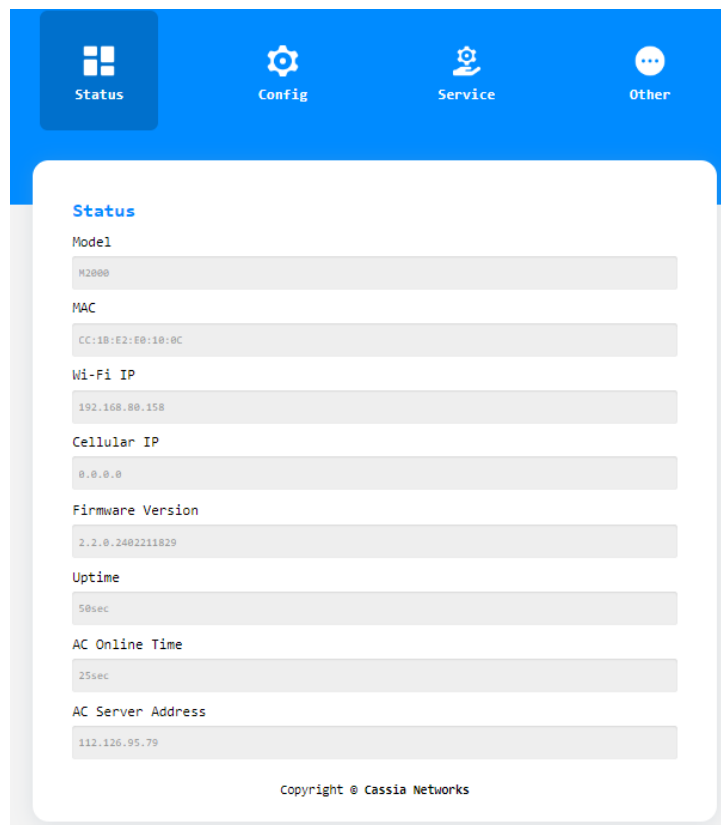 Status
Config
Service
Other
Status
Model
M2000
MAC
CC:1B:E2:E0:10:0C
Wi-Fi IP
192.168.80.158
Cellular IP
0.0.0.0
Firmware Version
2.2.0.2402211829
Uptime
50sec
AC Online Time
25sec
AC Server Address
112.126.95.79
Copyright © Cassia Networks